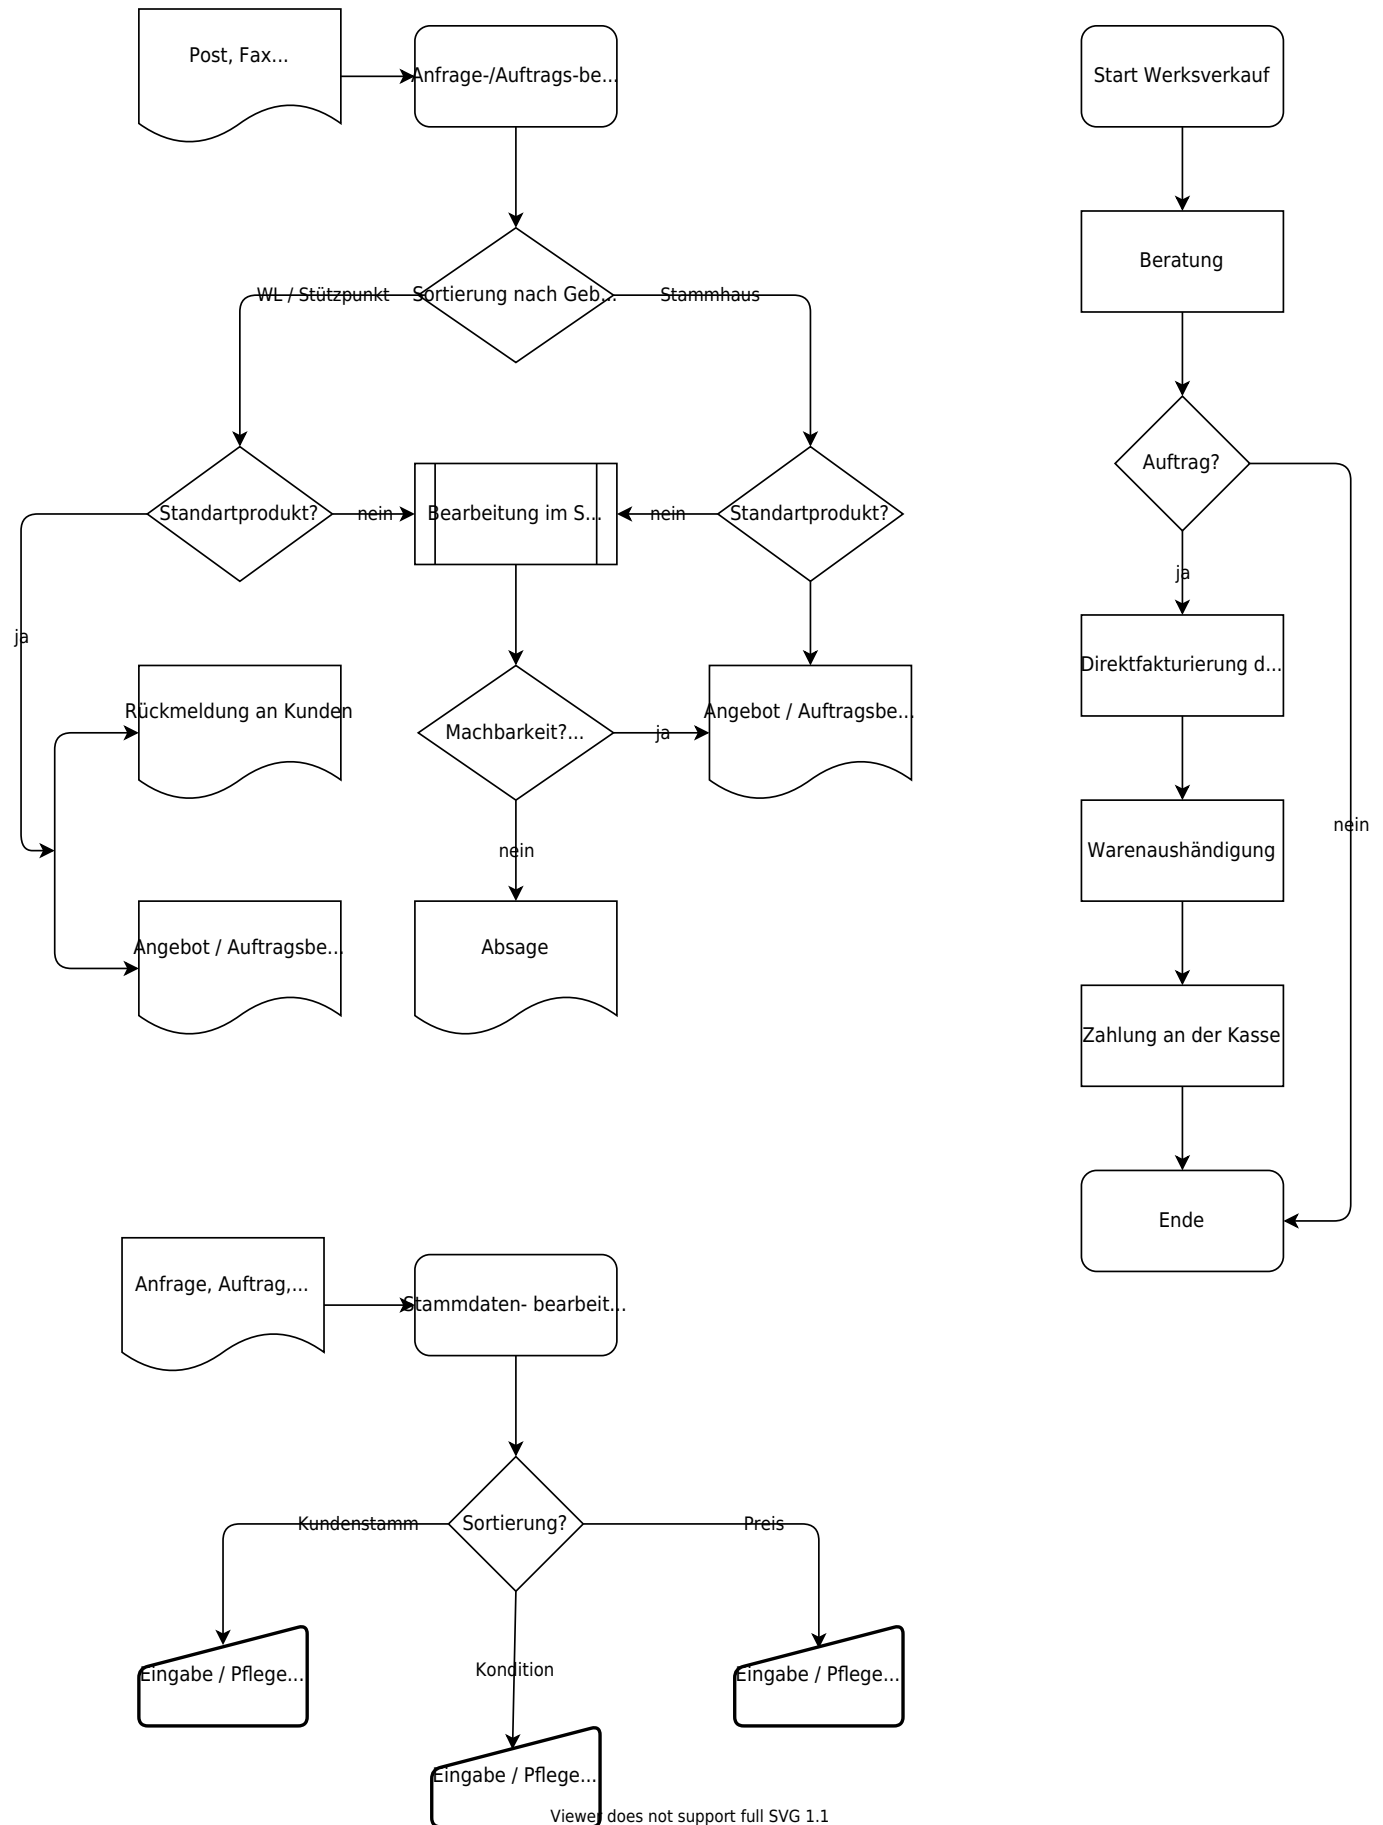 Post, Fax...
Anfrage-/Auftrags-be...
Start Werksverkauf
Beratung
WL / Stützpunkt
Sortierung nach Geb...
Stammhaus
Auftrag?
Standartprodukt?
nein
Bearbeitung im S...
nein
Standartprodukt?
ja
ja
Direktfakturierung d...
Rückmeldung an Kunden
Machbarkeit?...
ja
Angebot / Auftragsbe...
nein
Warenaushändigung
nein
Angebot / Auftragsbe...
Absage
Zahlung an der Kasse
Ende
Anfrage, Auftrag,...
Stammdaten- bearbeit...
Kundenstamm
Sortierung?
Preis
Kondition
Eingabe / Pflege...
Eingabe / Pflege...
Eingabe / Pflege...
Viewer does not support full SVG 1.1